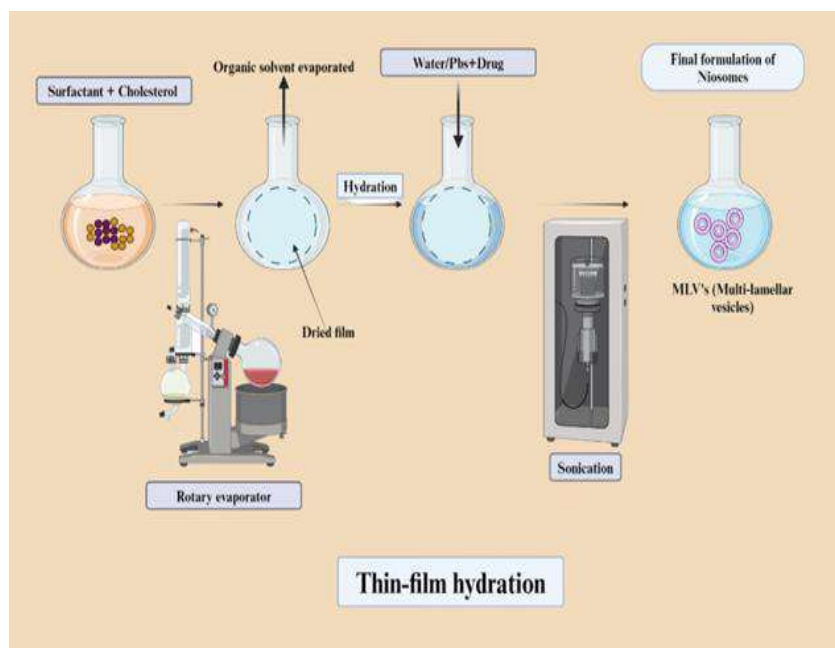 Surfactant + Cholesterol
Organic solvent evaporated
Water/Pbs+Drug
Final formulation of
Niosomes
Hydration
Dried film
MLV's (Multi-lamellar
vesicles)
Rotary evaporator
Sonication
Thin-film hydration